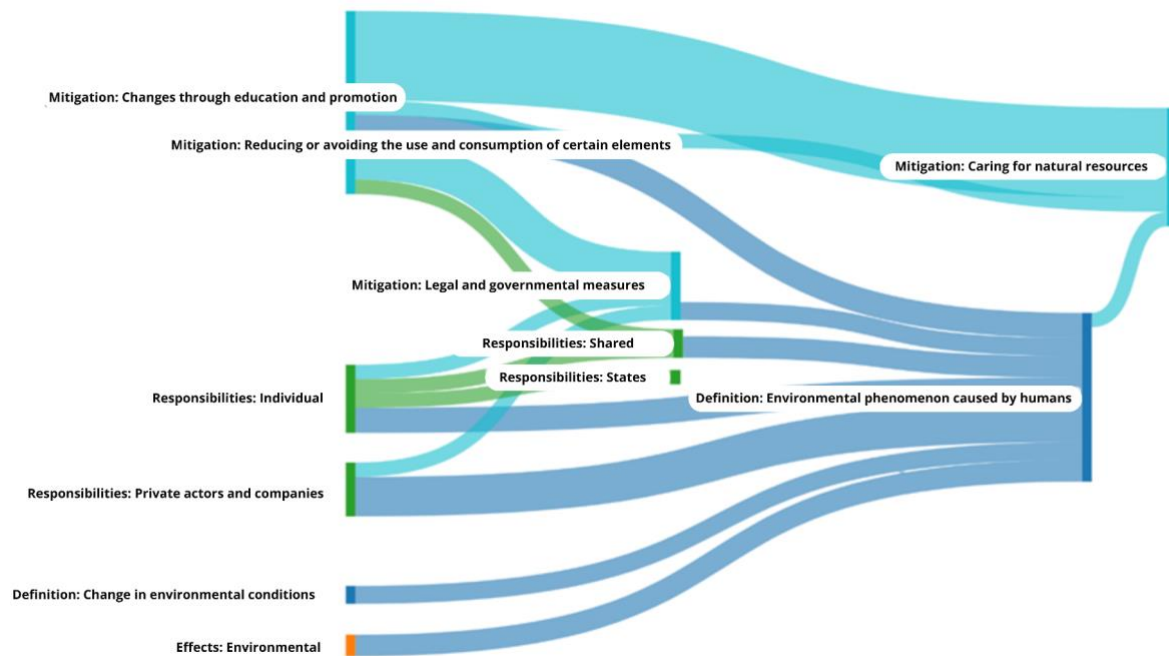 Mitigation: Changes through education and promotion
Mitigation: Reducing or avoiding the use and consumption of certain elements
Mitigation: Caring for natural resources
Mitigation: Legal and governmental measures
Responsibilities: Shared
Responsibilities: States
Responsibilities: Individual
Definition: Environmental phenomenon caused by humans
Responsibilities: Private actors and companies
Definition: Change in environmental conditions
Effects: Environmental